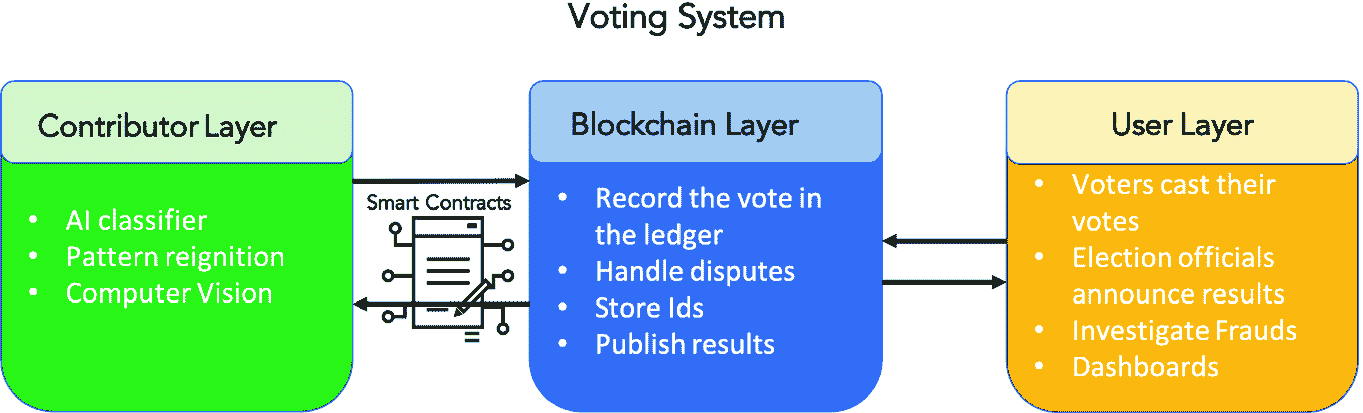 Voting System
Contributor Layer
• AI classifier
• Pattern reignition
• Computer Vision
Smart Contracts
Blockchain Layer
• Record the vote in
the ledger
• Handle disputes
• Store Ids
• Publish results
User Layer
• Voters cast their
votes
• Election officials
announce results
• Investigate Frauds
• Dashboards